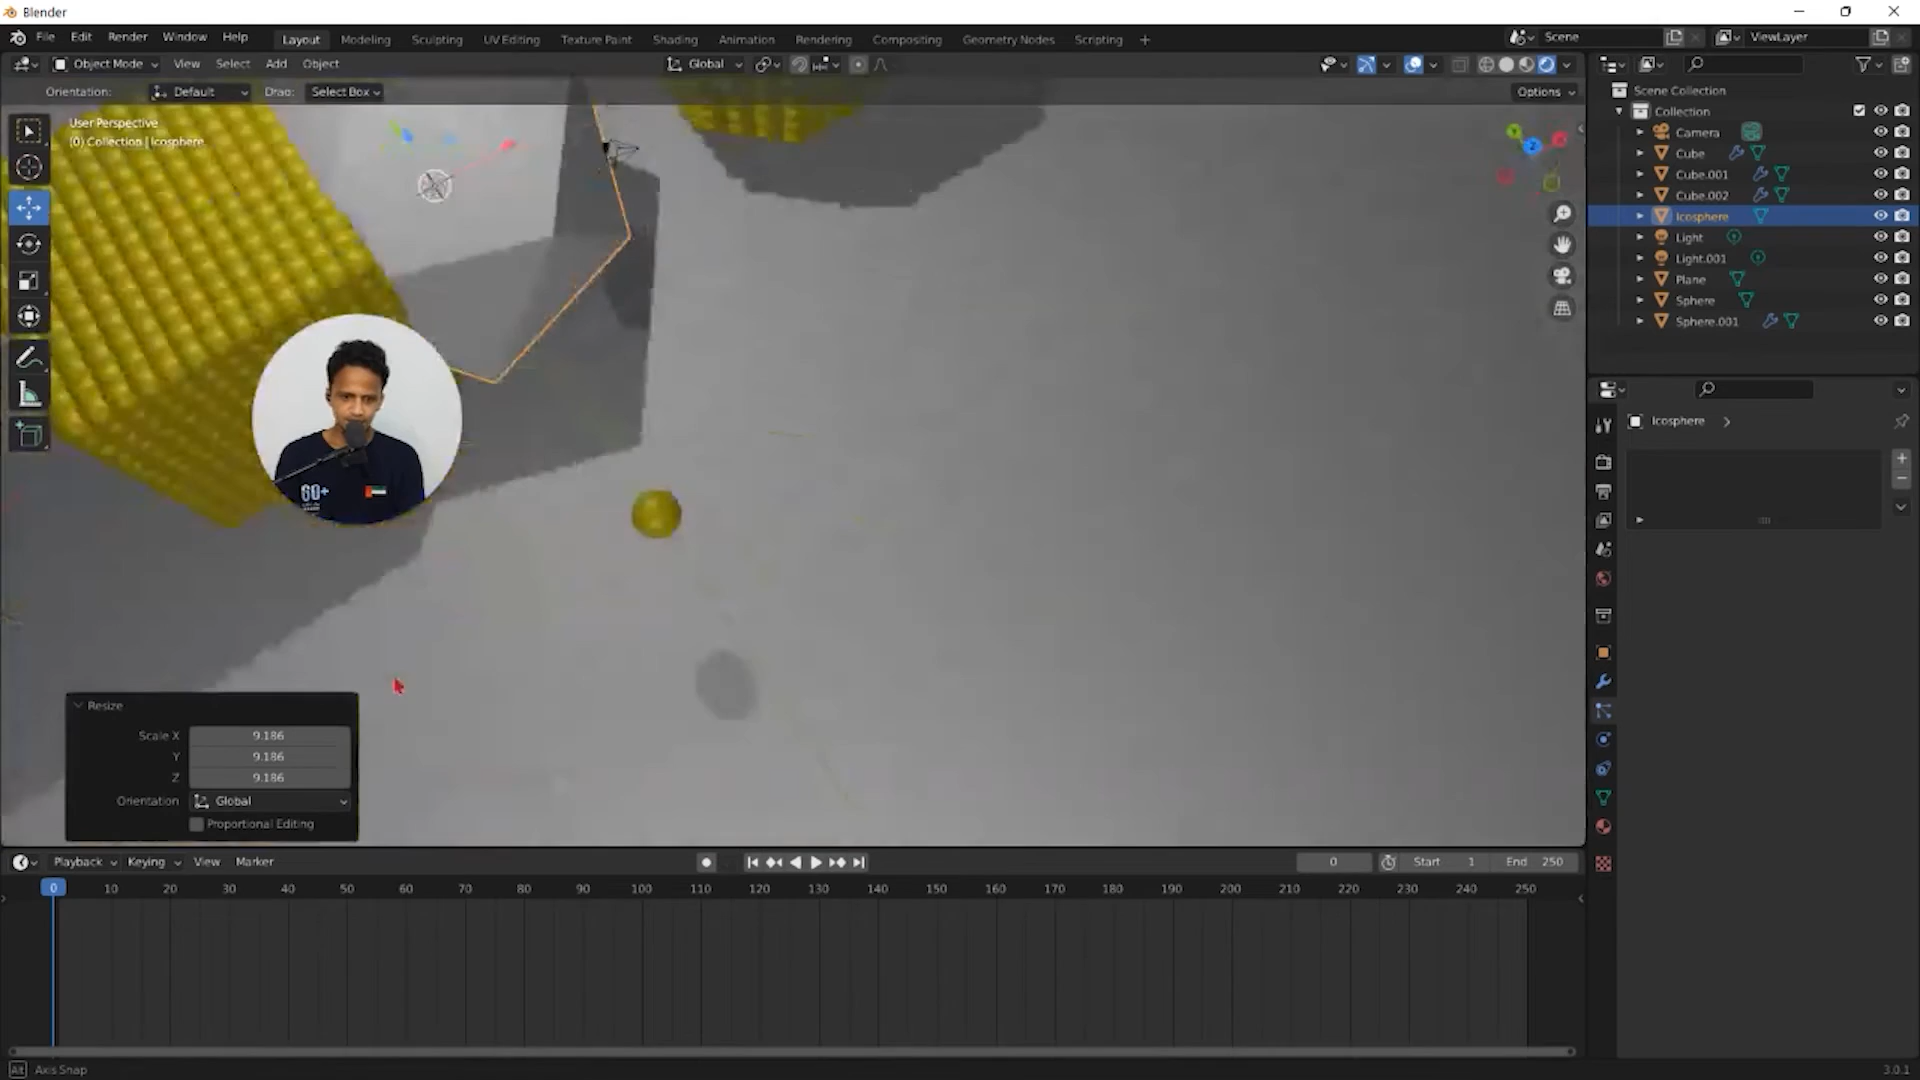 Blender
File Edit Render Window Help Layout Modeling Sculpting UV Editing Texture Paint Shading Animation Rendering Compositing Geometry Nodes Scripting + Scene ViewLayer
Object Mode View Select Add Object Global
Orientation: Default Drag: Select Box Options
User Perspective
(0) Collection | Icosphere
Scene Collection
Collection
Camera
Cube
Cube.001
Cube.002
Icosphere
Light
Light.001
Plane
Sphere
Sphere.001
Icosphere
60+
Resize
Scale X 9.186
Y 9.186
Z 9.186
Orientation Global
Proportional Editing
Playback Keying View Marker 0 Start 1 End 250
0 10 20 30 40 50 60 70 80 90 100 110 120 130 140 150 160 170 180 190 200 210 220 230 240 250
Alt Axis Snap 3.0.1